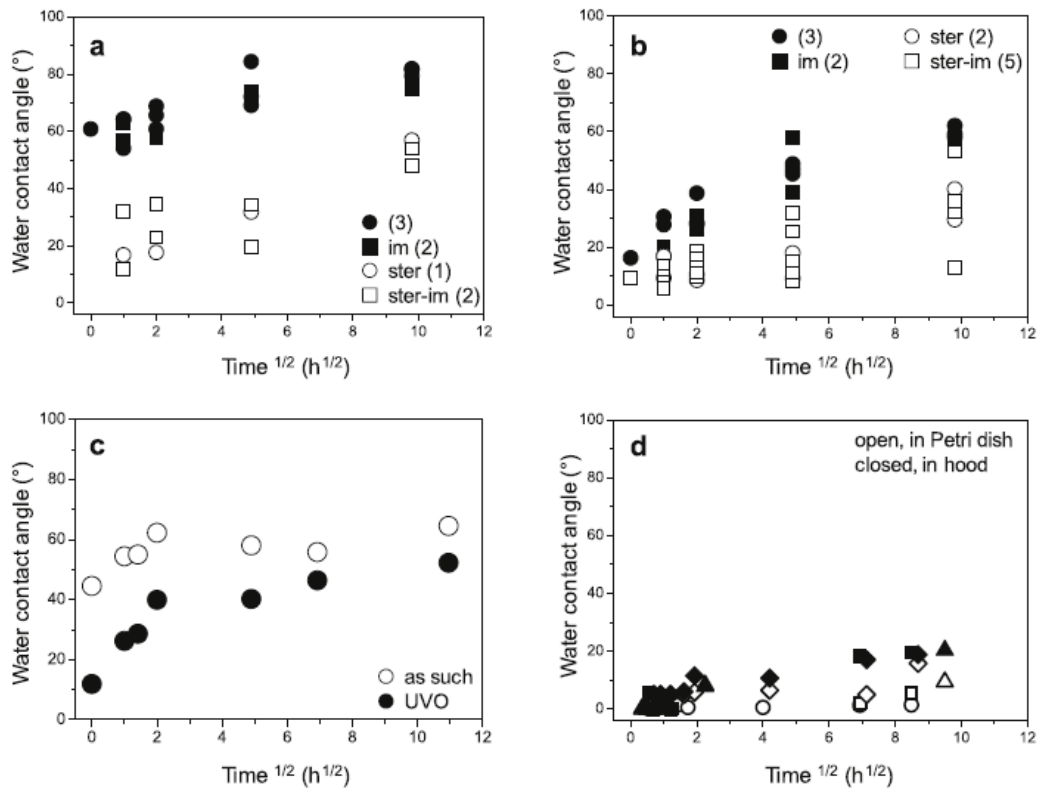 a
100
80
60
40
20
0
Water contact angle (°)
(3)
im (2)
ster (1)
ster-im (2)
0 2 4 6 8 10 12
Time 1/2 (h1/2)
b
100
80
60
40
20
0
Water contact angle (°)
(3) ster (2)
im (2) ster-im (5)
0 2 4 6 8 10 12
Time 1/2 (h1/2)
c
100
80
60
40
20
0
Water contact angle (°)
as such
UVO
0 2 4 6 8 10 12
Time 1/2 (h1/2)
d
100
80
60
40
20
0
Water contact angle (°)
open, in Petri dish
closed, in hood
0 2 4 6 8 10 12
Time 1/2 (h1/2)